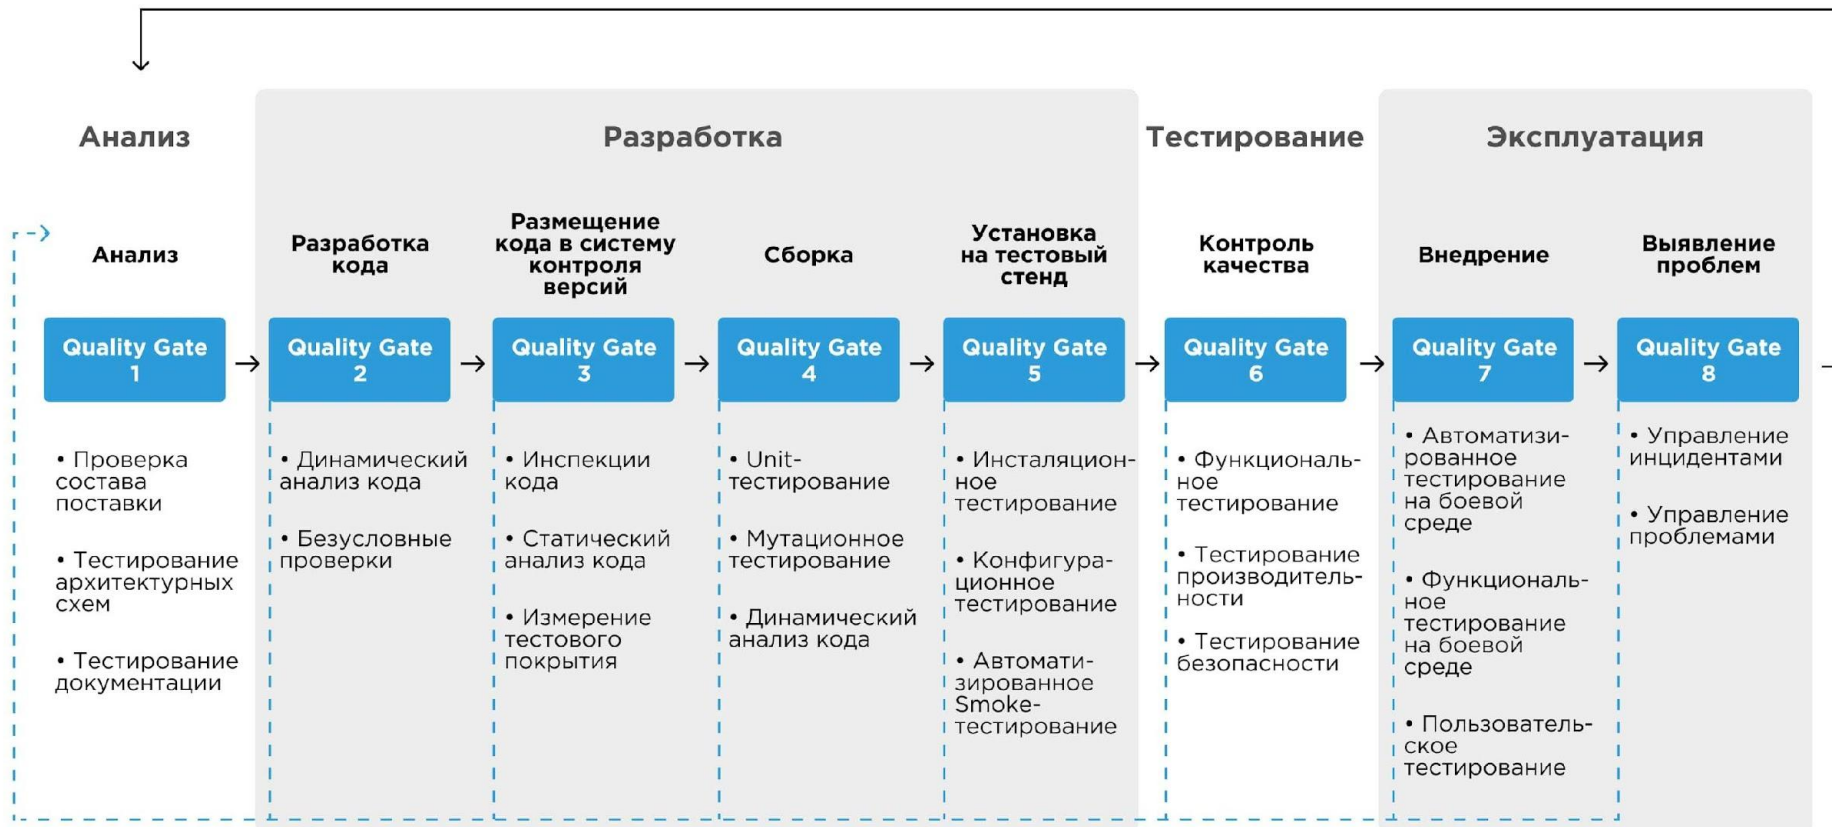 Анализ
Разработка
Тестирование
Эксплуатация
Анализ
Разработка
кода
Размещение
кода в систему
контроля
версий
Сборка
Установка
на тестовый
стенд
Контроль
качества
Внедрение
Выявление
проблем
Quality Gate
1
Quality Gate
2
Quality Gate
3
Quality Gate
4
Quality Gate
5
Quality Gate
6
Quality Gate
7
Quality Gate
8
• Проверка
состава
поставки
• Тестирование
архитектурных
схем
• Тестирование
документации
• Динамический
анализ кода
• Безусловные
проверки
• Инспекции
кода
• Статический
анализ кода
• Измерение
тестового
покрытия
• Unit-
тестирование
• Мутационное
тестирование
• Динамический
анализ кода
• Инсталяцион-
ное
тестирование
• Конфигура-
ционное
тестирование
• Автомати-
зированное
Smoke-
тестирование
• Функциональ-
ное
тестирование
• Тестирование
производитель-
ности
• Тестирование
безопасности
• Автоматизи-
рованное
тестирование
на боевой
среде
• Функциональ-
ное
тестирование
на боевой
среде
• Пользователь-
ское
тестирование
• Управление
инцидентами
• Управление
проблемами